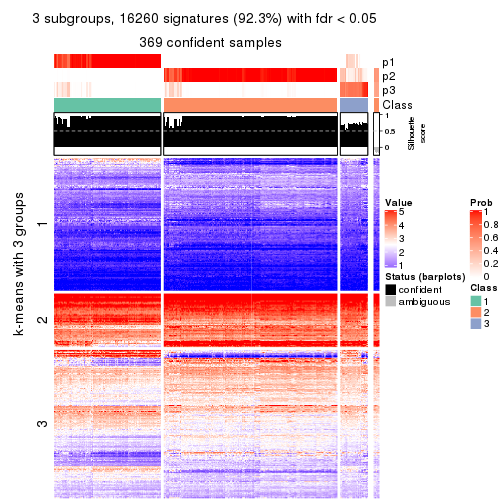 3 subgroups, 16260 signatures (92.3%) with fdr < 0.05
369 confident samples
p1
p2
p3
Class
1
0.5
0
Silhouette
score
k-means with 3 groups
1
2
3
Value
5
4
3
2
1
Status (barplots)
confident
ambiguous
Prob
1
0.8
0.6
0.4
0.2
0
Class
1
2
3